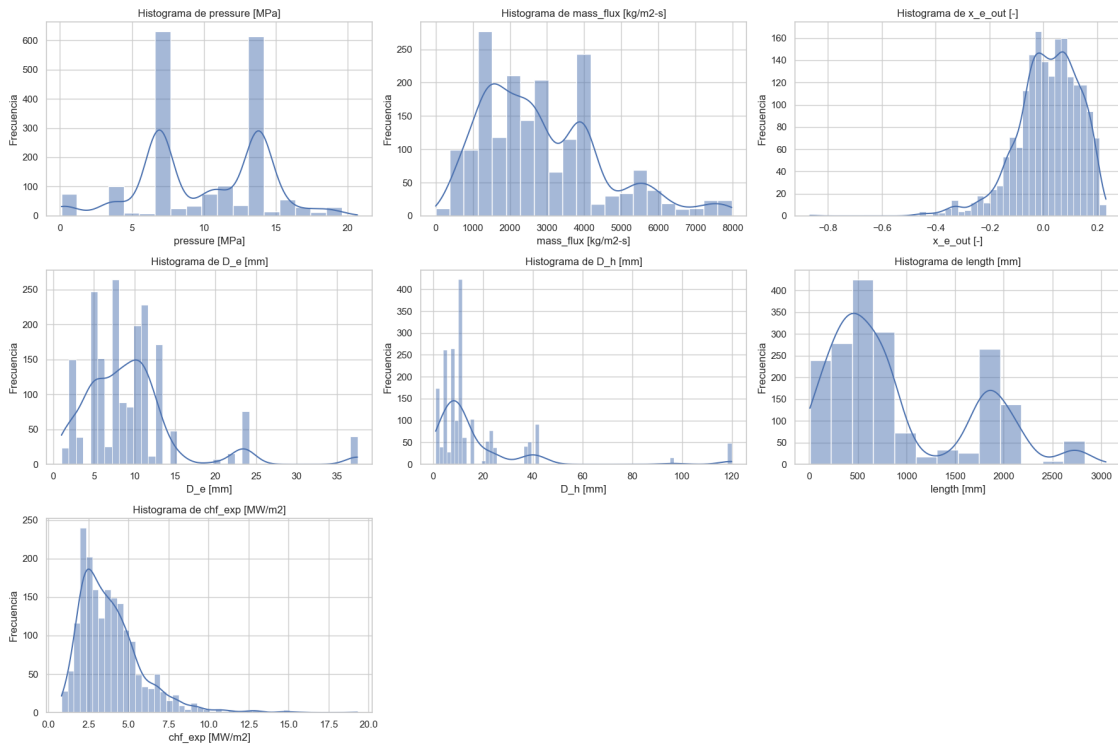 Histograma de pressure [MPa]
Frecuencia
600
500
400
300
200
100
0
0 5 10 15 20
pressure [MPa]
Histograma de mass_flux [kg/m2-s]
Frecuencia
250
200
150
100
50
0
0 1000 2000 3000 4000 5000 6000 7000 8000
mass_flux [kg/m2-s]
Histograma de x_e_out [-]
Frecuencia
160
140
120
100
80
60
40
20
0
−0.8 −0.6 −0.4 −0.2 0.0 0.2
x_e_out [-]
Histograma de D_e [mm]
Frecuencia
250
200
150
100
50
0
0 5 10 15 20 25 30 35
D_e [mm]
Histograma de D_h [mm]
Frecuencia
400
350
300
250
200
150
100
50
0
0 20 40 60 80 100 120
D_h [mm]
Histograma de length [mm]
Frecuencia
400
350
300
250
200
150
100
50
0
0 500 1000 1500 2000 2500 3000
length [mm]
Histograma de chf_exp [MW/m2]
Frecuencia
250
200
150
100
50
0
0.0 2.5 5.0 7.5 10.0 12.5 15.0 17.5 20.0
chf_exp [MW/m2]